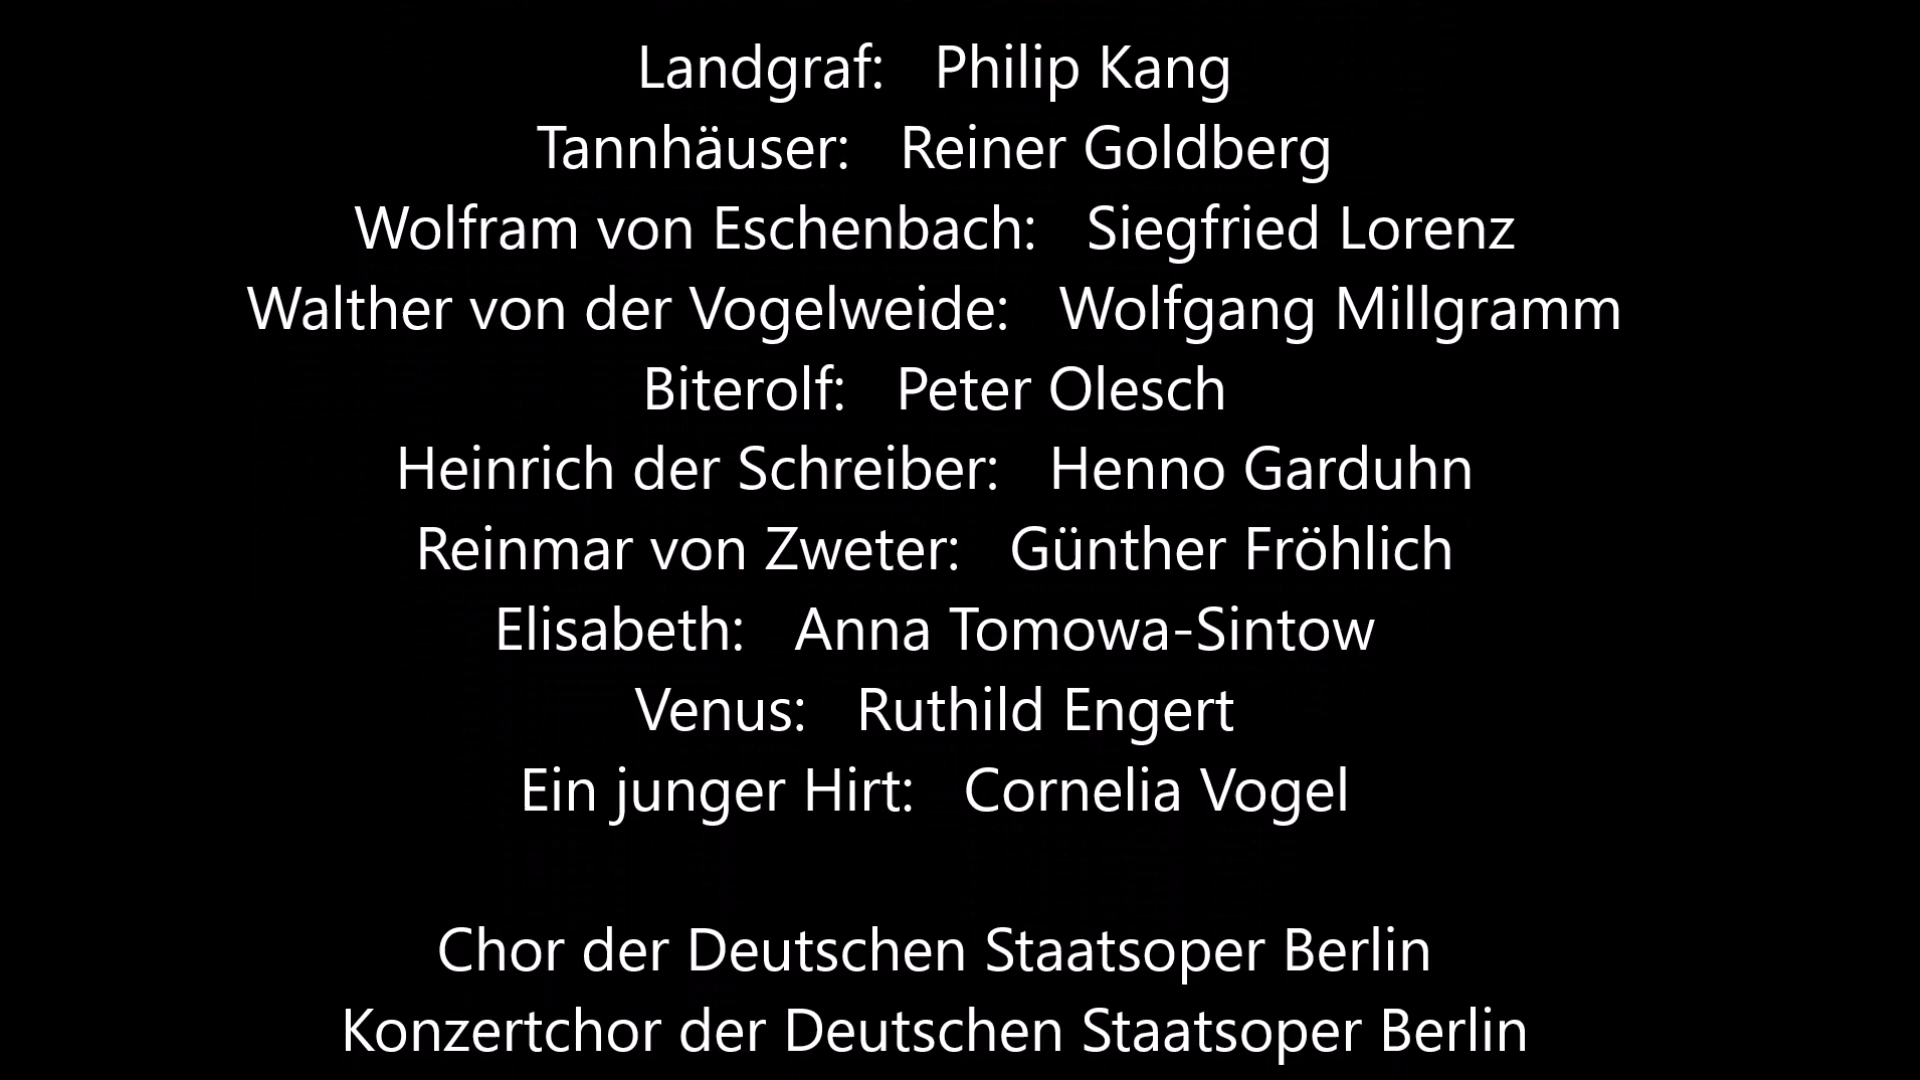 Landgraf: Philip Kang
Tannhäuser: Reiner Goldberg
Wolfram von Eschenbach: Siegfried Lorenz
Walther von der Vogelweide: Wolfgang Millgramm
Biterolf: Peter Olesch
Heinrich der Schreiber: Henno Garduhn
Reinmar von Zweter: Günther Fröhlich
Elisabeth: Anna Tomowa-Sintow
Venus: Ruthild Engert
Ein junger Hirt: Cornelia Vogel
Chor der Deutschen Staatsoper Berlin
Konzertchor der Deutschen Staatsoper Berlin